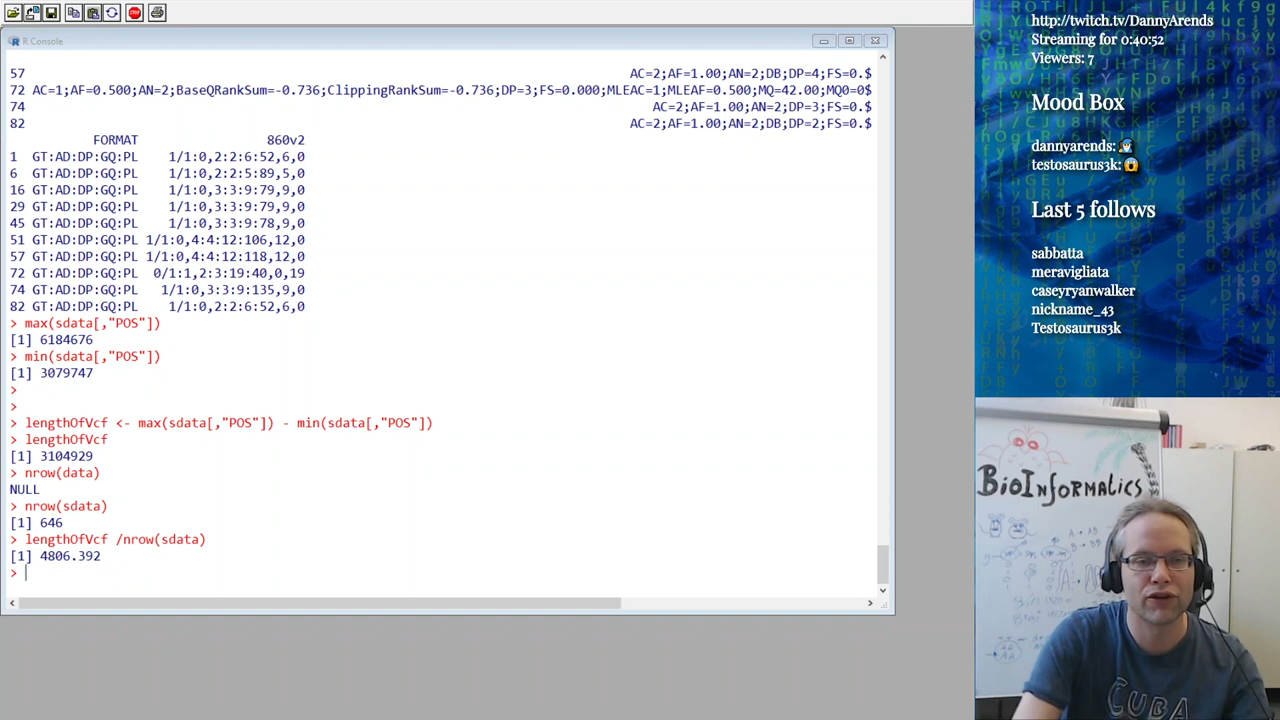 R Console
57 AC=2;AF=1.00;AN=2;DB;DP=4;FS=0.$
72 AC=1;AF=0.500;AN=2;BaseQRankSum=-0.736;ClippingRankSum=-0.736;DP=3;FS=0.000;MLEAC=1;MLEAF=0.500;MQ=42.00;MQ0=0$
74 AC=2;AF=1.00;AN=2;DP=3;FS=0.$
82 AC=2;AF=1.00;AN=2;DB;DP=2;FS=0.$
FORMAT 860v2
1 GT:AD:DP:GQ:PL 1/1:0,2:2:6:52,6,0
6 GT:AD:DP:GQ:PL 1/1:0,2:2:5:89,5,0
16 GT:AD:DP:GQ:PL 1/1:0,3:3:9:79,9,0
29 GT:AD:DP:GQ:PL 1/1:0,3:3:9:79,9,0
45 GT:AD:DP:GQ:PL 1/1:0,3:3:9:78,9,0
51 GT:AD:DP:GQ:PL 1/1:0,4:4:12:106,12,0
57 GT:AD:DP:GQ:PL 1/1:0,4:4:12:118,12,0
72 GT:AD:DP:GQ:PL 0/1:1,2:3:19:40,0,19
74 GT:AD:DP:GQ:PL 1/1:0,3:3:9:135,9,0
82 GT:AD:DP:GQ:PL 1/1:0,2:2:6:52,6,0
> max(sdata[,"POS"])
[1] 6184676
> min(sdata[,"POS"])
[1] 3079747
>
>
> lengthOfVcf <- max(sdata[,"POS"]) - min(sdata[,"POS"])
> lengthOfVcf
[1] 3104929
> nrow(data)
NULL
> nrow(sdata)
[1] 646
> lengthOfVcf /nrow(sdata)
[1] 4806.392
>
http://twitch.tv/DannyArends
Streaming for 0:40:52
Viewers: 7
Mood Box
dannyarends:
testosaurus3k:
Last 5 follows
sabbatta
meravigliata
caseyryanwalker
nickname_43
Testosaurus3k
BioInformatics
A → AB
B → BB
CUBA